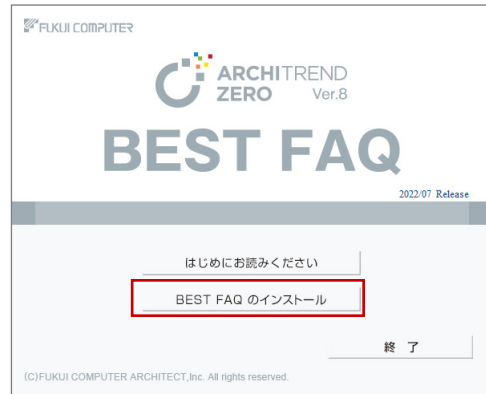 FUKUI COMPUTER
ARCHITREND
ZERO Ver.8
BEST FAQ
2022/07 Release
はじめにお読みください
BEST FAQ のインストール
終 了
(C)FUKUI COMPUTER ARCHITECT,Inc. All rights reserved.